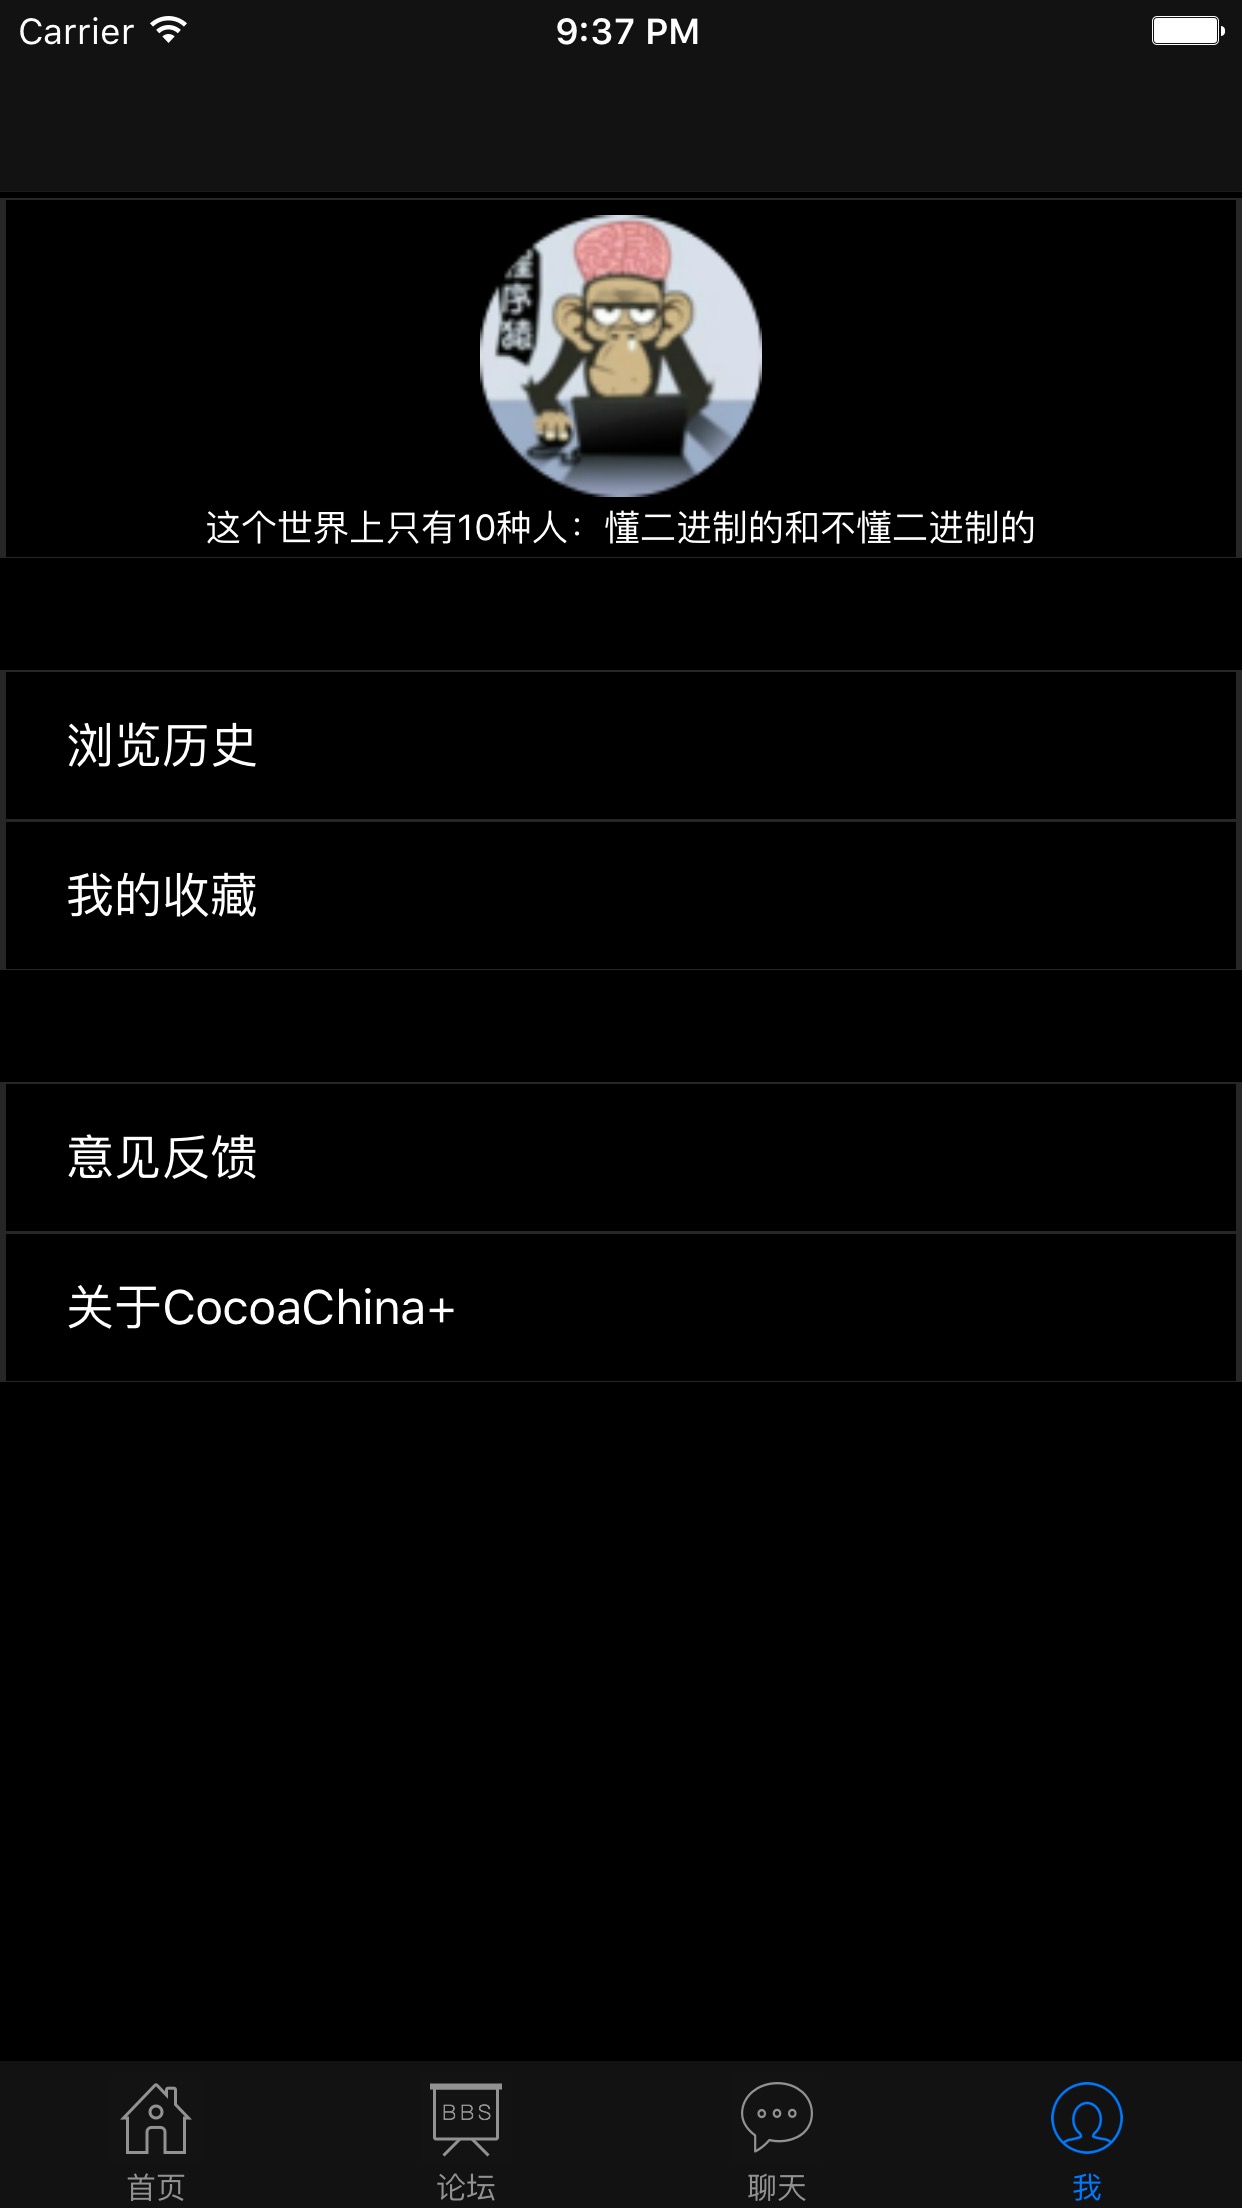 Carrier 9:37 PM
程序猿
这个世界上只有10种人：懂二进制的和不懂二进制的
浏览历史
我的收藏
意见反馈
关于CocoaChina+
BBS
首页 论坛 聊天 我